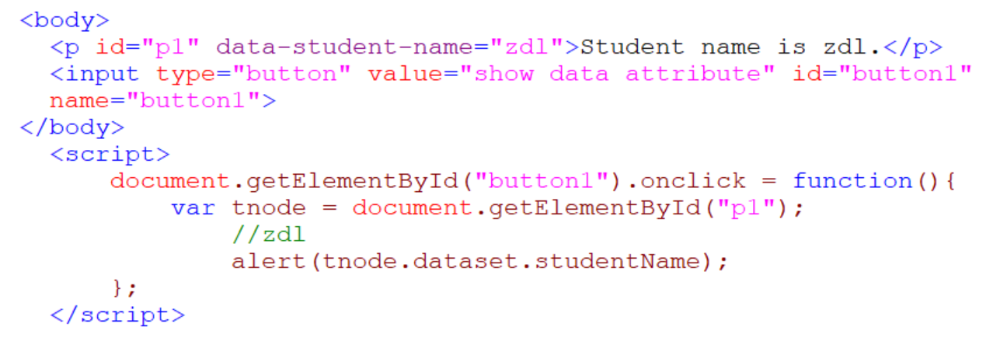 <body>
<p id="p1" data-student-name="zdl">Student name is zdl.</p>
<input type="button" value="show data attribute" id="button1"
name="button1">
</body>
<script>
document.getElementById("button1").onclick = function(){
var tnode = document.getElementById("p1");
//zdl
alert(tnode.dataset.studentName);
};
</script>